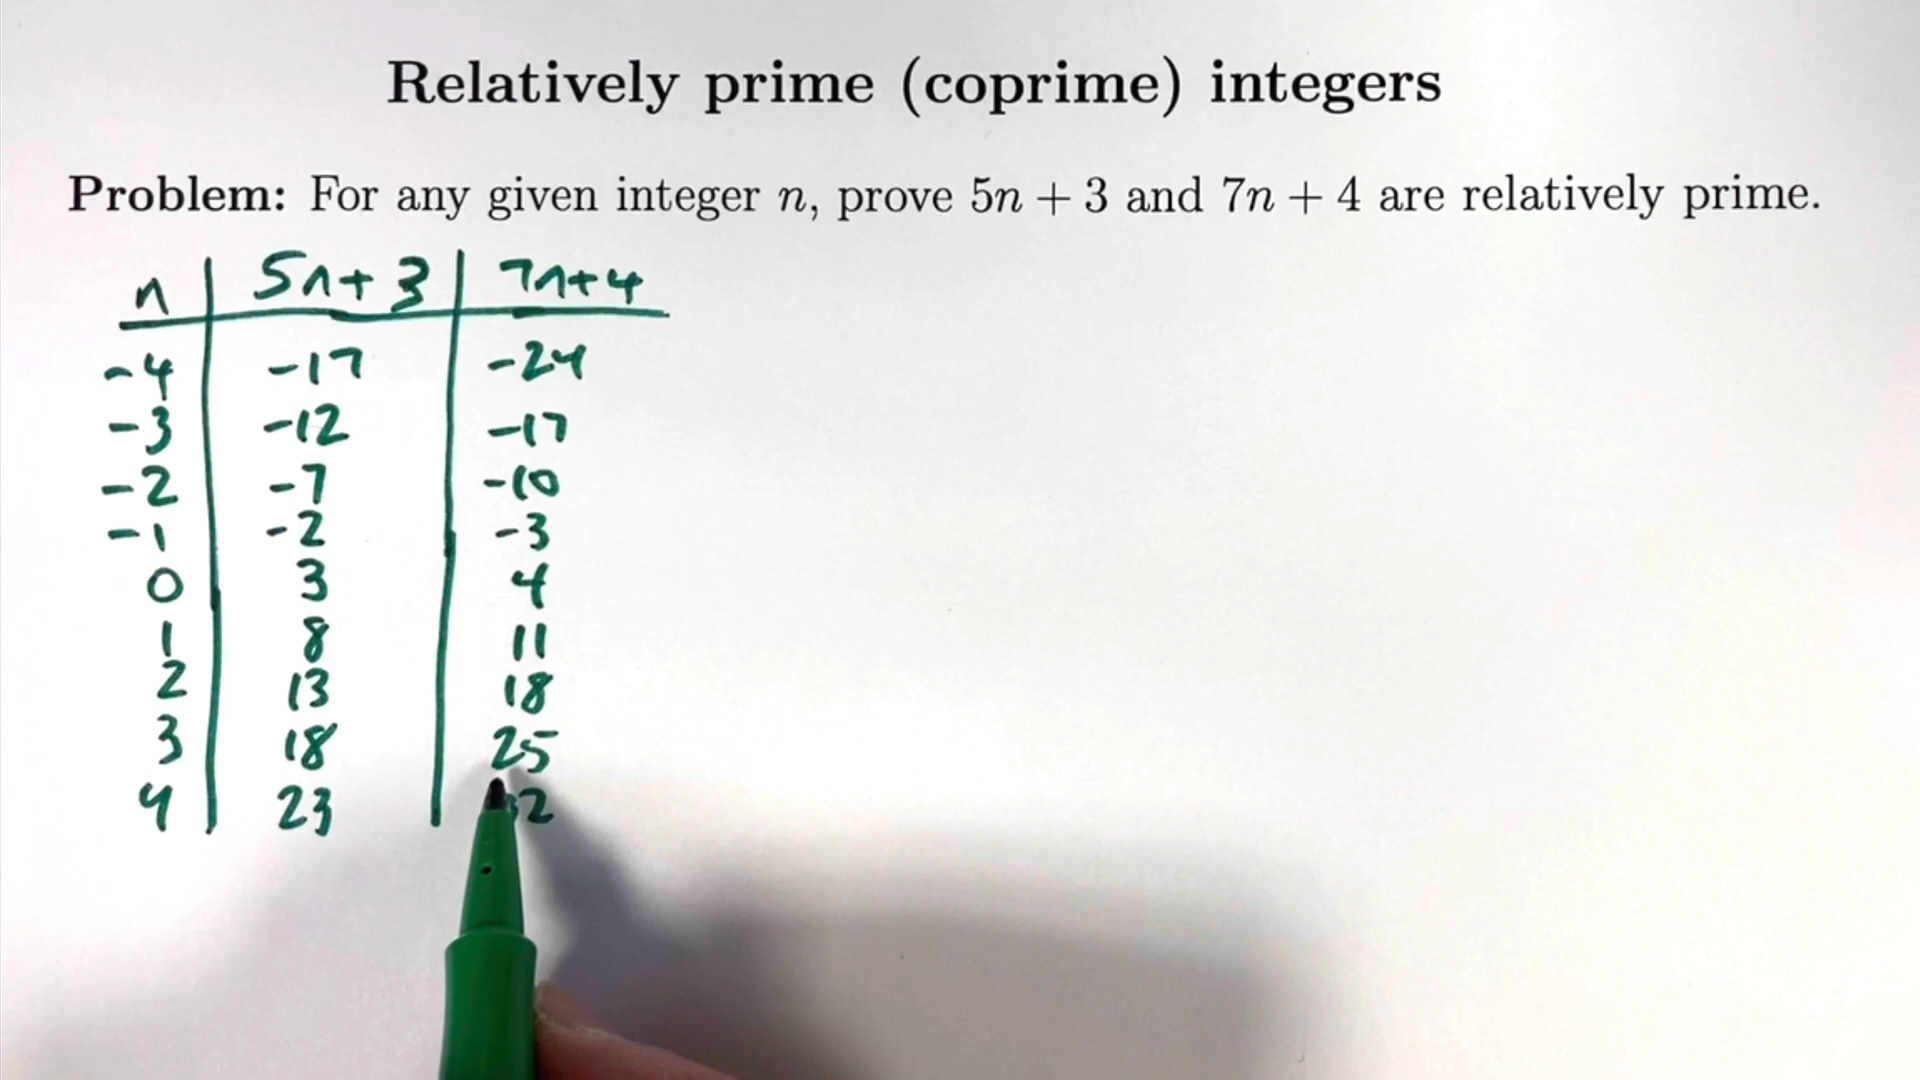 Relatively prime (coprime) integers
Problem: For any given integer n, prove 5n + 3 and 7n + 4 are relatively prime.
n 5n+3 7n+4
-4 -17 -24
-3 -12 -17
-2 -7 -10
-1 -2 -3
0 3 4
1 8 11
2 13 18
3 18 25
4 23